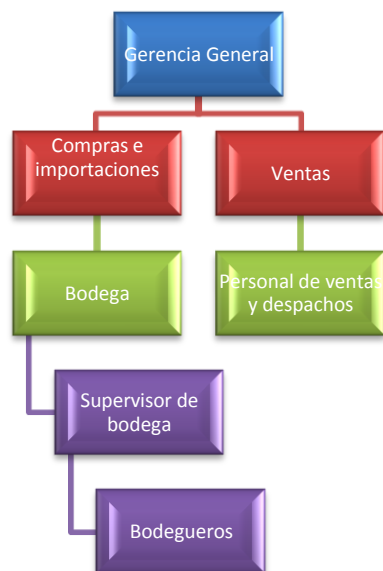 Gerencia General
Compras e
importaciones
Ventas
Bodega
Personal de ventas
y despachos
Supervisor de
bodega
Bodegueros